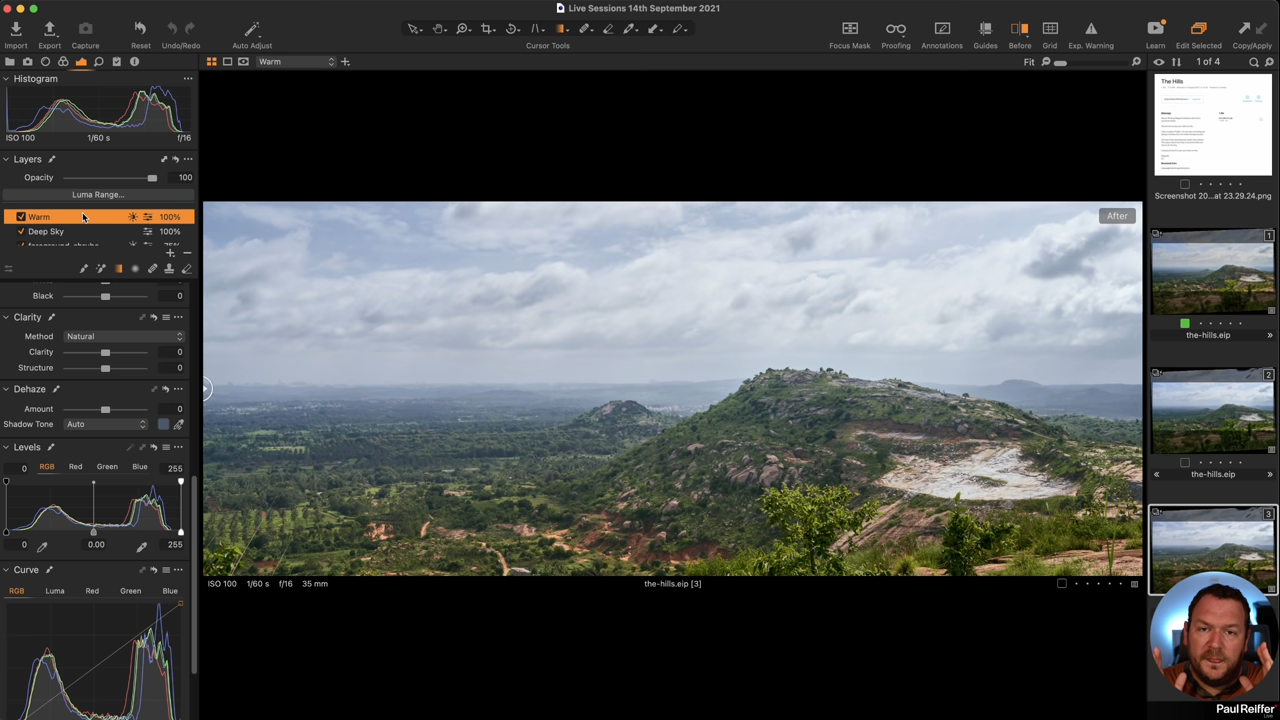 Live Sessions 14th September 2021
Import Export Capture Reset Undo/Redo Auto Adjust Cursor Tools Focus Mask Proofing Annotations Guides Before Grid Exp. Warning Learn Edit Selected Copy/Apply
Warm
Fit
1 of 4
Histogram
ISO 100 1/60 s f/16
Layers
Opacity 100
Luma Range...
Warm 100%
Deep Sky 100%
Black 0
Clarity
Method Natural
Clarity 0
Structure 0
Dehaze
Amount 0
Shadow Tone Auto
Levels
0 RGB Red Green Blue 255
0 0.00 255
Curve
RGB Luma Red Green Blue
After
ISO 100 1/60 s f/16 35 mm
the-hills.eip [3]
The Hills
Screenshot 20...at 23.29.24.png
1
the-hills.eip
2
the-hills.eip
3
PaulReiffer
Live